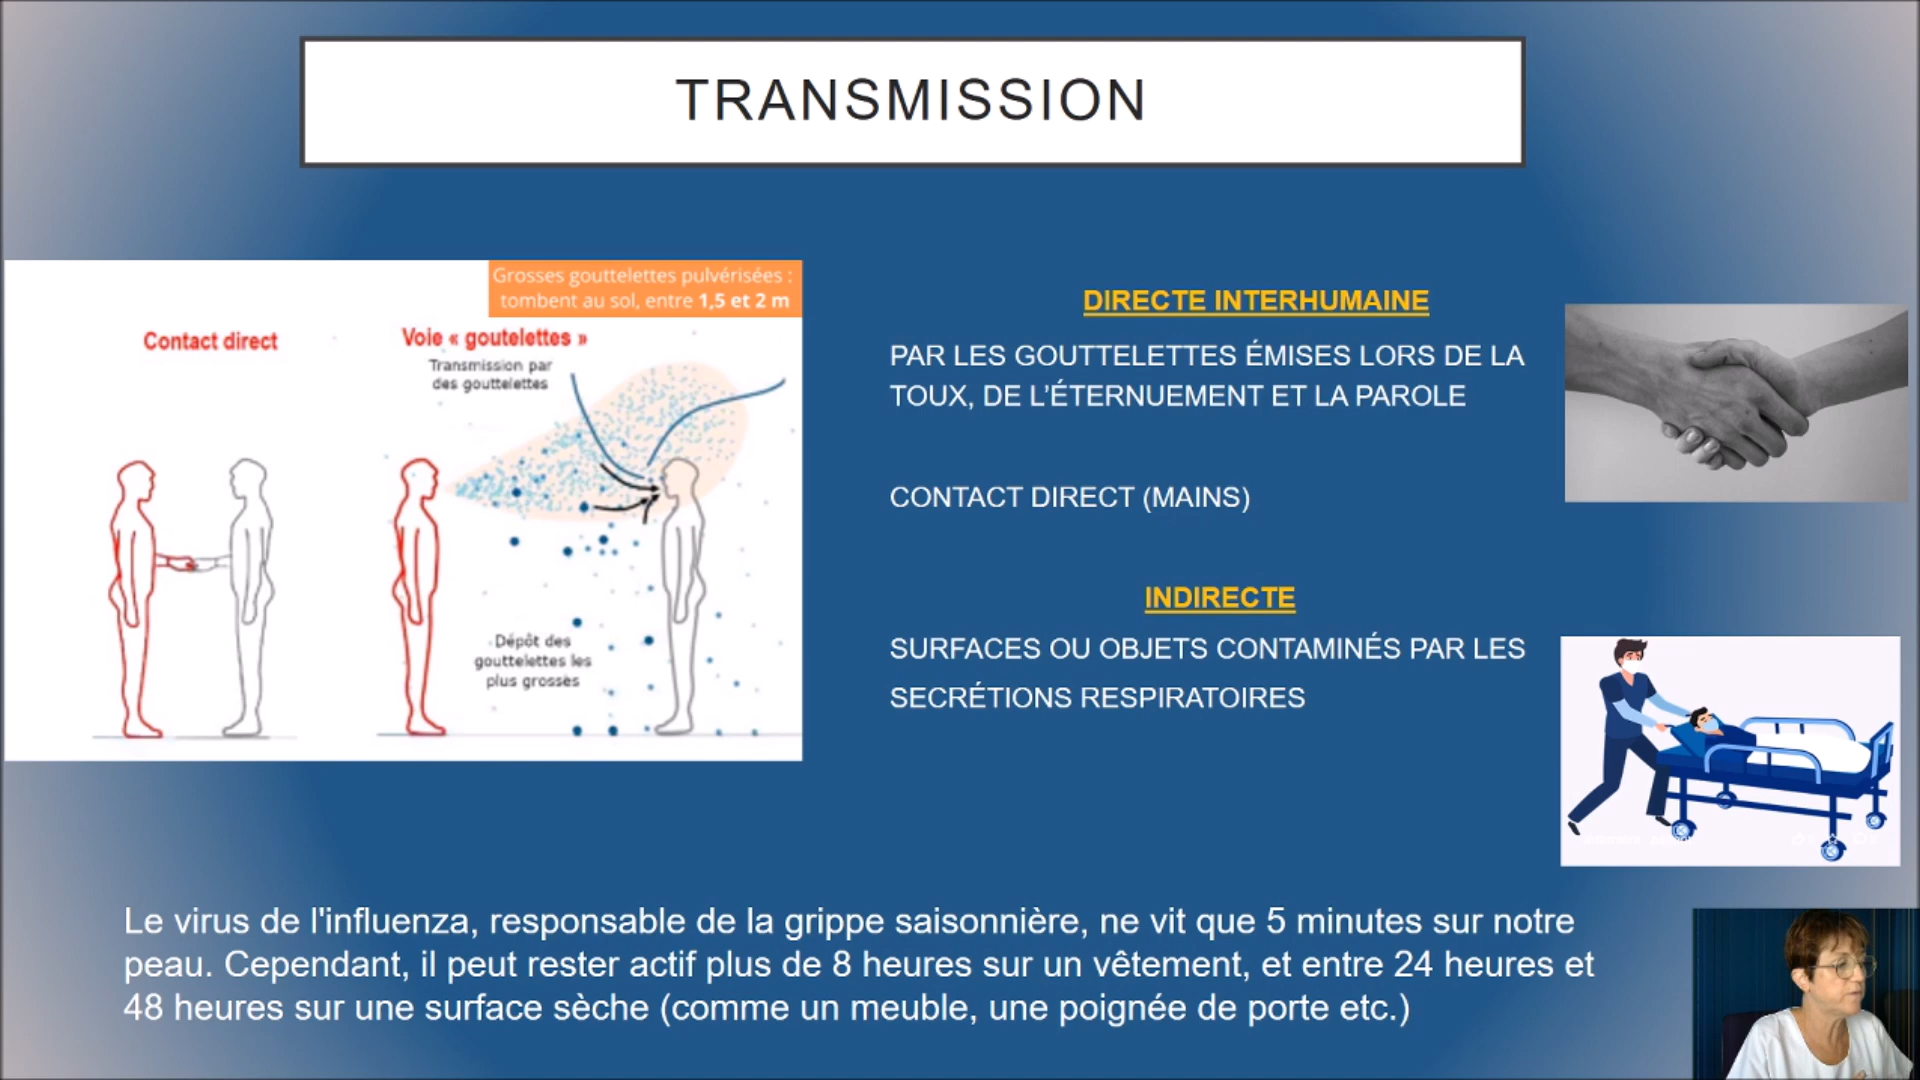 TRANSMISSION
Grosses gouttelettes pulvérisées :
tombent au sol, entre 1,5 et 2 m
Contact direct
Voie « goutelettes »
Transmission par
des gouttelettes
Dépôt des
gouttelettes les
plus grosses
DIRECTE INTERHUMAINE
PAR LES GOUTTELETTES ÉMISES LORS DE LA
TOUX, DE L’ÉTERNUEMENT ET LA PAROLE
CONTACT DIRECT (MAINS)
INDIRECTE
SURFACES OU OBJETS CONTAMINÉS PAR LES
SECRÉTIONS RESPIRATOIRES
Le virus de l'influenza, responsable de la grippe saisonnière, ne vit que 5 minutes sur notre
peau. Cependant, il peut rester actif plus de 8 heures sur un vêtement, et entre 24 heures et
48 heures sur une surface sèche (comme un meuble, une poignée de porte etc.)